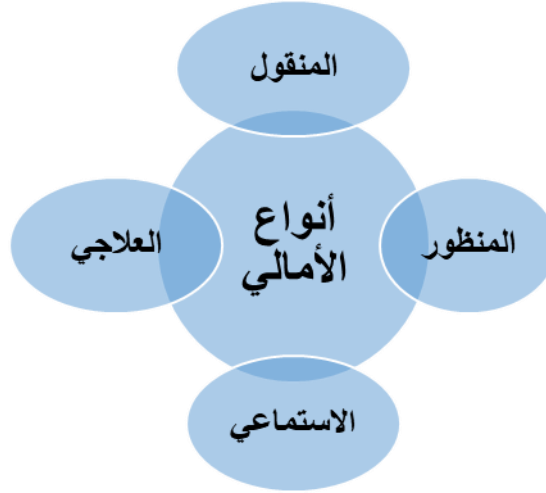 المنقول
أنواع
الأمالي
المنظور
العلاجي
الاستماعي